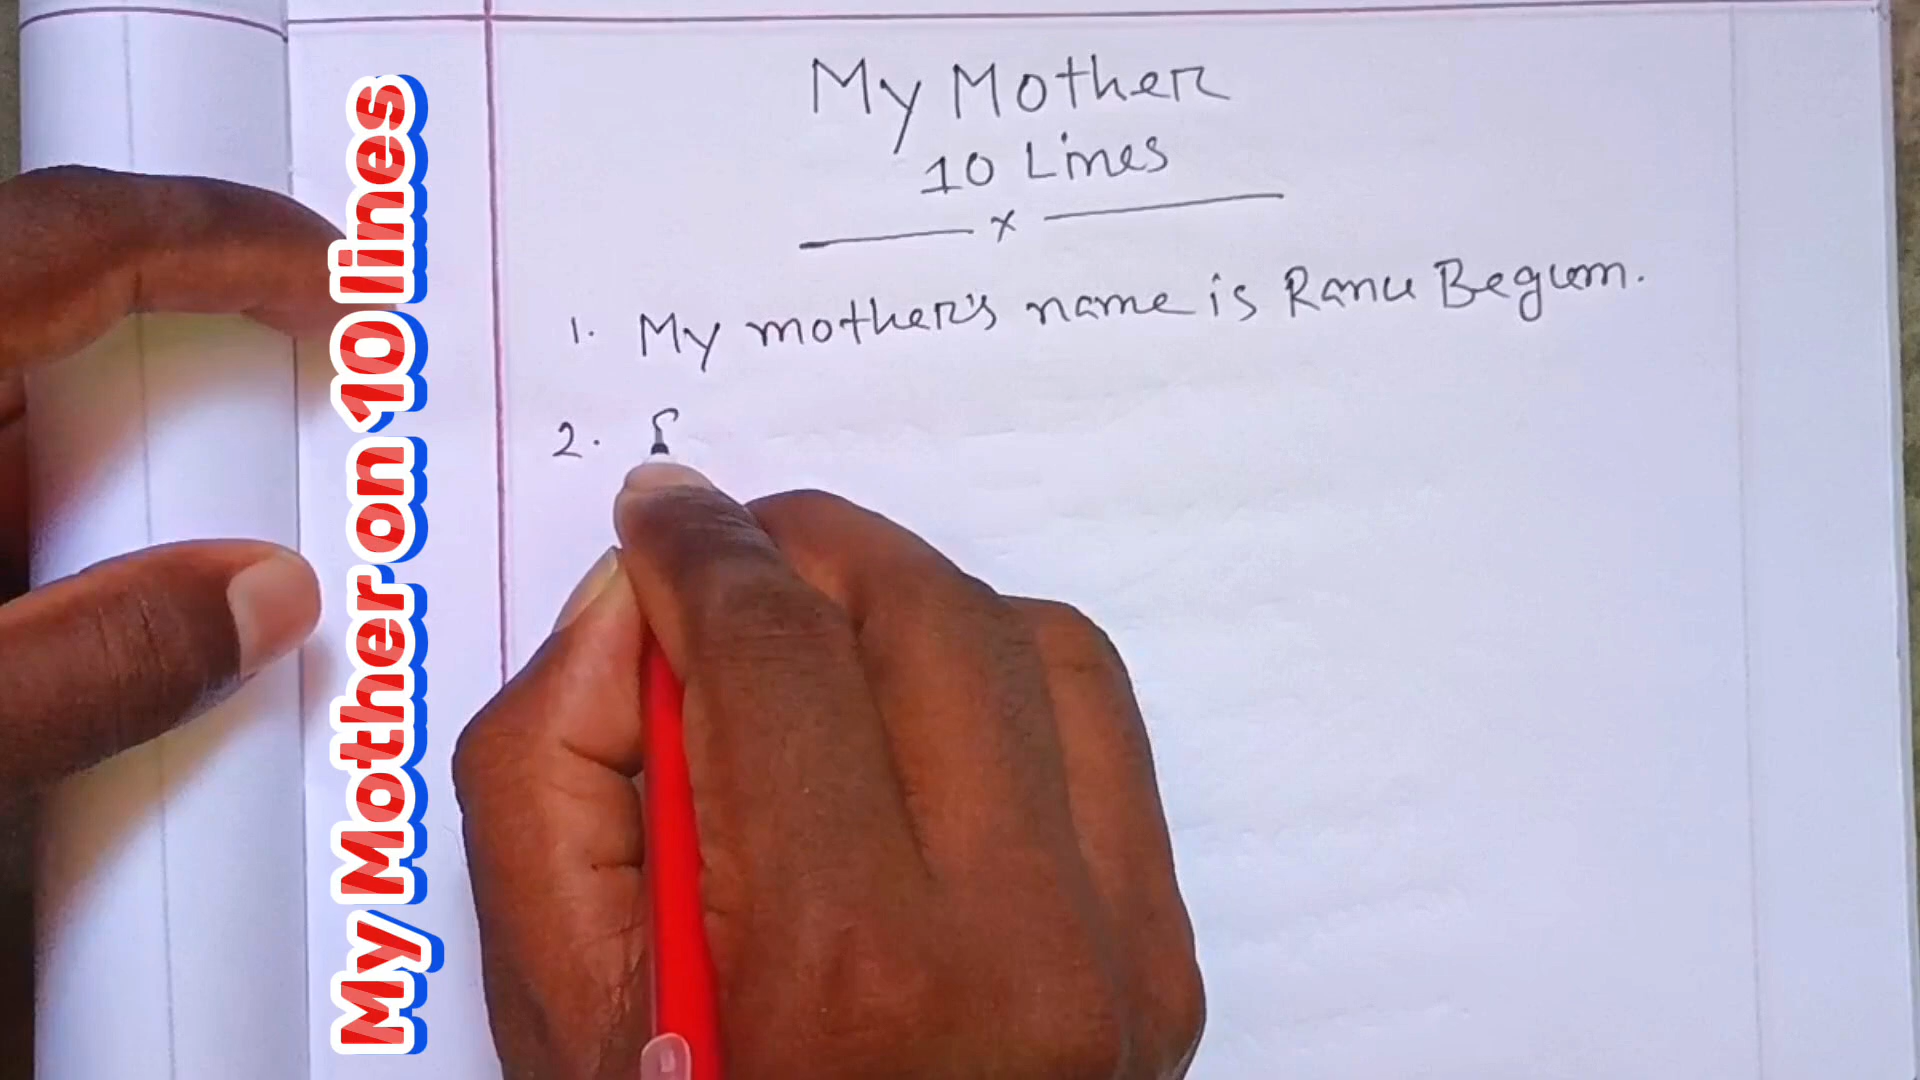 My Mother on 10 lines
My Mother
10 Lines
x
1. My mother's name is Ranu Begum.
2.